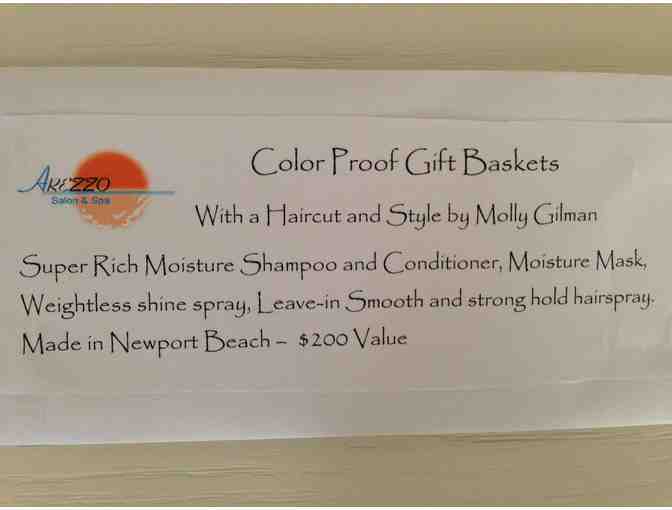 AREZZO
Salon & Spa
Color Proof Gift Baskets
With a Haircut and Style by Molly Gilman
Super Rich Moisture Shampoo and Conditioner, Moisture Mask,
Weightless shine spray, Leave-in Smooth and strong hold hairspray.
Made in Newport Beach – $200 Value